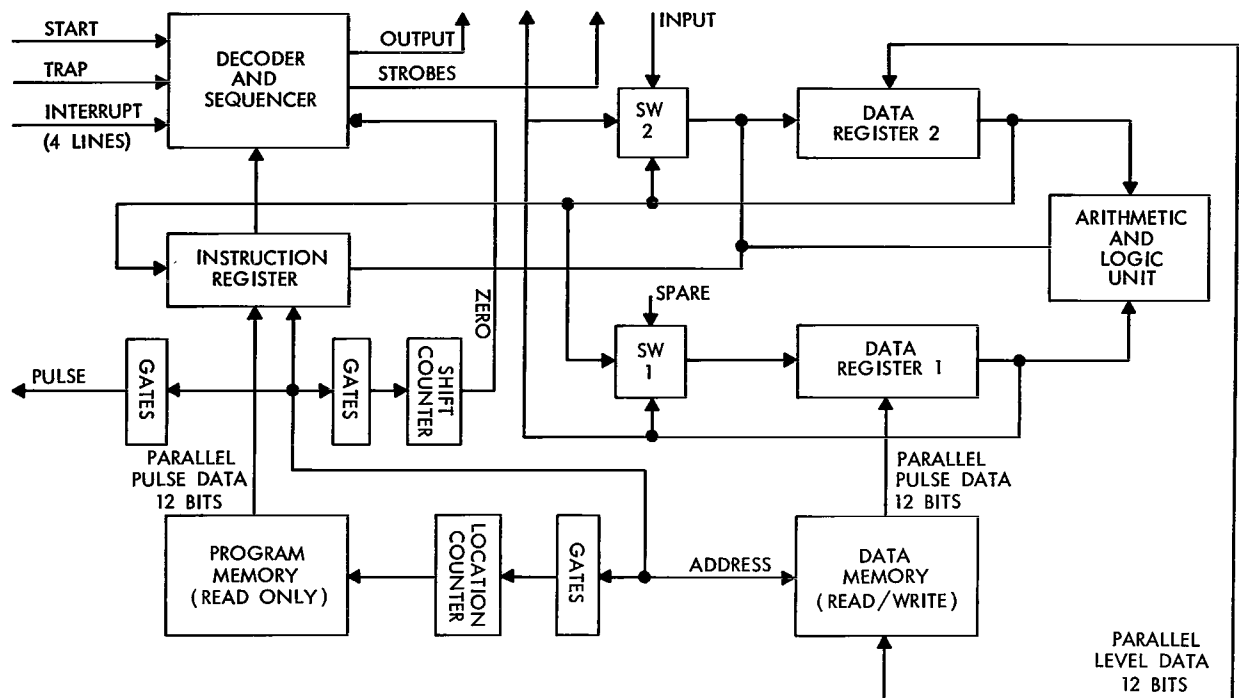 START
TRAP
INTERRUPT
(4 LINES)
DECODER
AND
SEQUENCER
OUTPUT
STROBES
INPUT
SW
2
DATA
REGISTER 2
ARITHMETIC
AND
LOGIC
UNIT
INSTRUCTION
REGISTER
ZERO
SPARE
SW
1
DATA
REGISTER 1
PULSE
GATES
GATES
SHIFT
COUNTER
PARALLEL
PULSE DATA
12 BITS
PARALLEL
PULSE DATA
12 BITS
PROGRAM
MEMORY
(READ ONLY)
LOCATION
COUNTER
GATES
ADDRESS
DATA
MEMORY
(READ/WRITE)
PARALLEL
LEVEL DATA
12 BITS